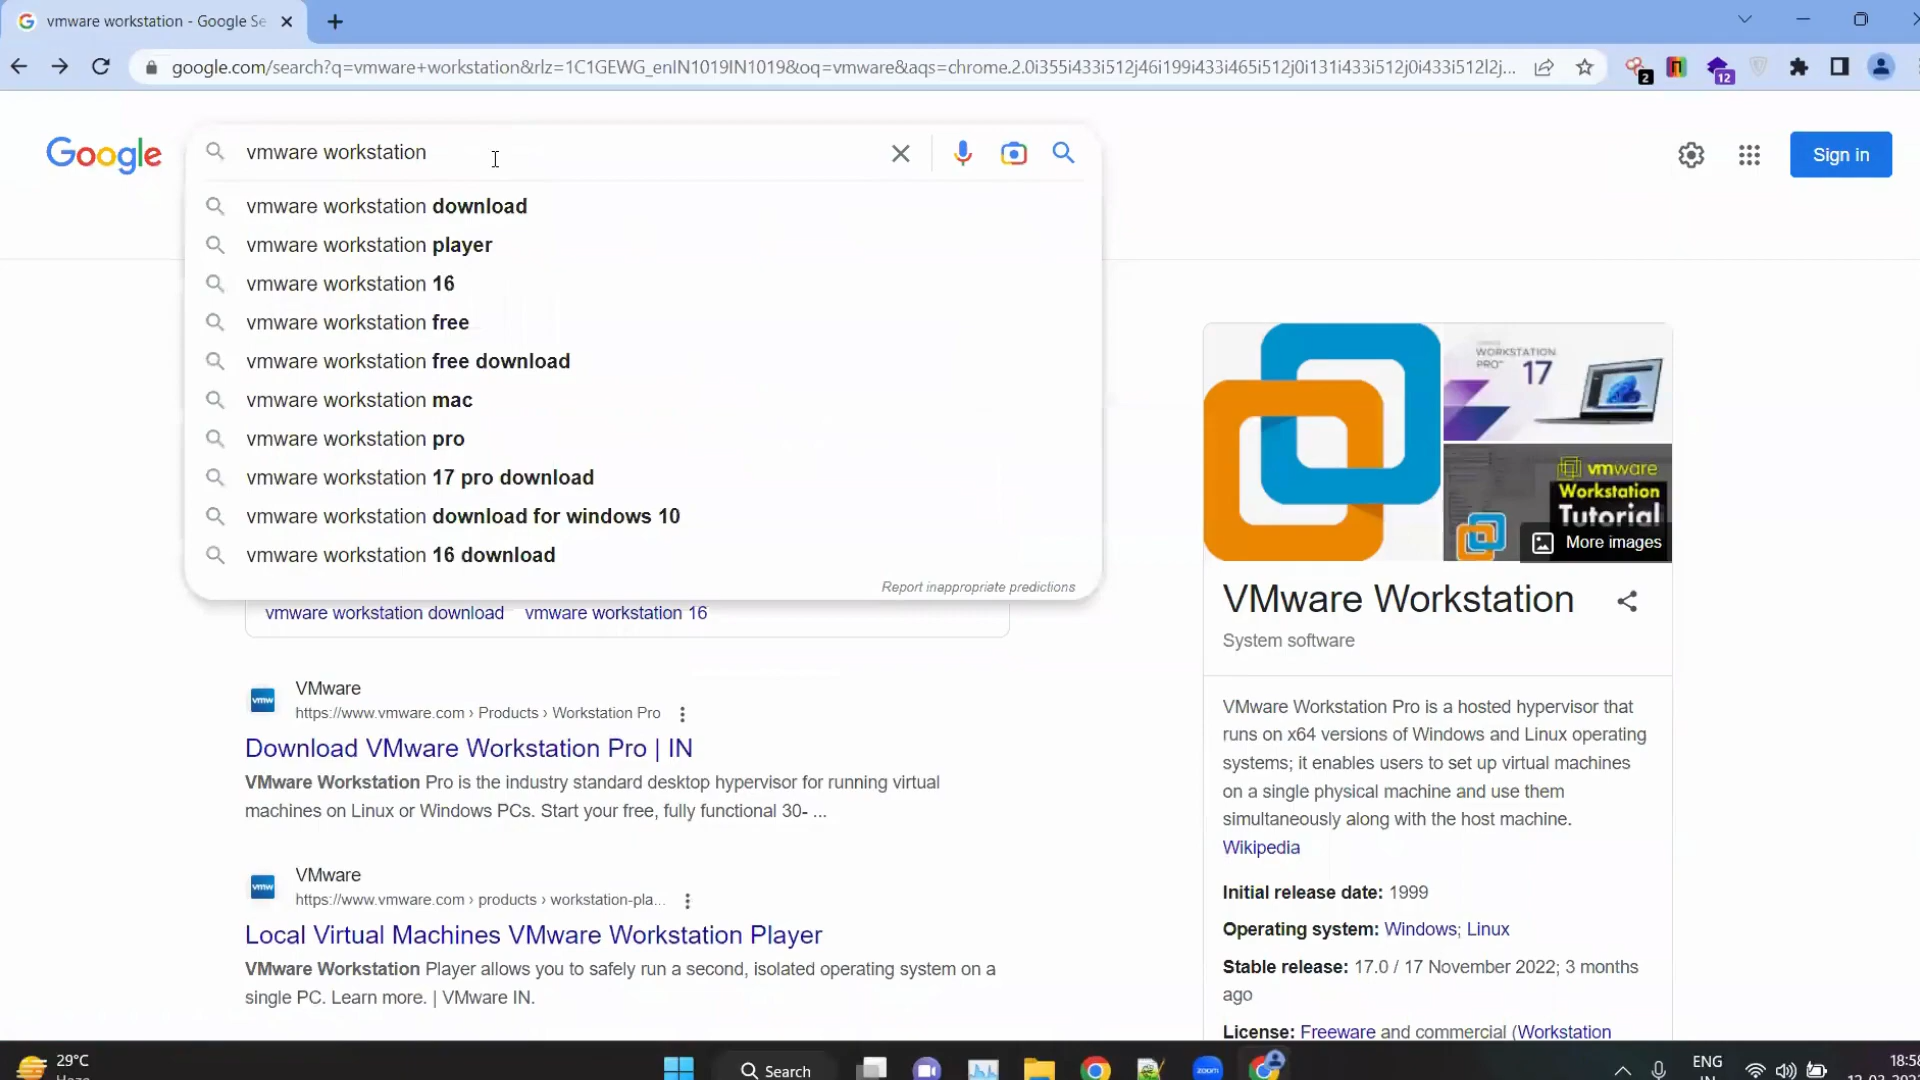 vmware workstation - Google Se
google.com/search?q=vmware+workstation&rlz=1C1GEWG_enIN1019IN1019&oq=vmware&aqs=chrome.2.0i355i433i512j46i199i433i465i512j0i131i433i512j0i433i512l2j...
2
12
Google
vmware workstation
Sign in
vmware workstation download
vmware workstation player
vmware workstation 16
vmware workstation free
vmware workstation free download
vmware workstation mac
vmware workstation pro
vmware workstation 17 pro download
vmware workstation download for windows 10
vmware workstation 16 download
Report inappropriate predictions
vmware workstation download vmware workstation 16
vmw
VMware
https://www.vmware.com › Products › Workstation Pro
Download VMware Workstation Pro | IN
VMware Workstation Pro is the industry standard desktop hypervisor for running virtual
machines on Linux or Windows PCs. Start your free, fully functional 30- ...
vmw
VMware
https://www.vmware.com › products › workstation-pla...
Local Virtual Machines VMware Workstation Player
VMware Workstation Player allows you to safely run a second, isolated operating system on a
single PC. Learn more. | VMware IN.
WORKSTATION
PRO™ 17
vmware
Workstation
Tutorial
More images
VMware Workstation
System software
VMware Workstation Pro is a hosted hypervisor that
runs on x64 versions of Windows and Linux operating
systems; it enables users to set up virtual machines
on a single physical machine and use them
simultaneously along with the host machine.
Wikipedia
Initial release date: 1999
Operating system: Windows; Linux
Stable release: 17.0 / 17 November 2022; 3 months
ago
License: Freeware and commercial (Workstation
29°C
Haze
Search
zoom
ENG
IN
18:58